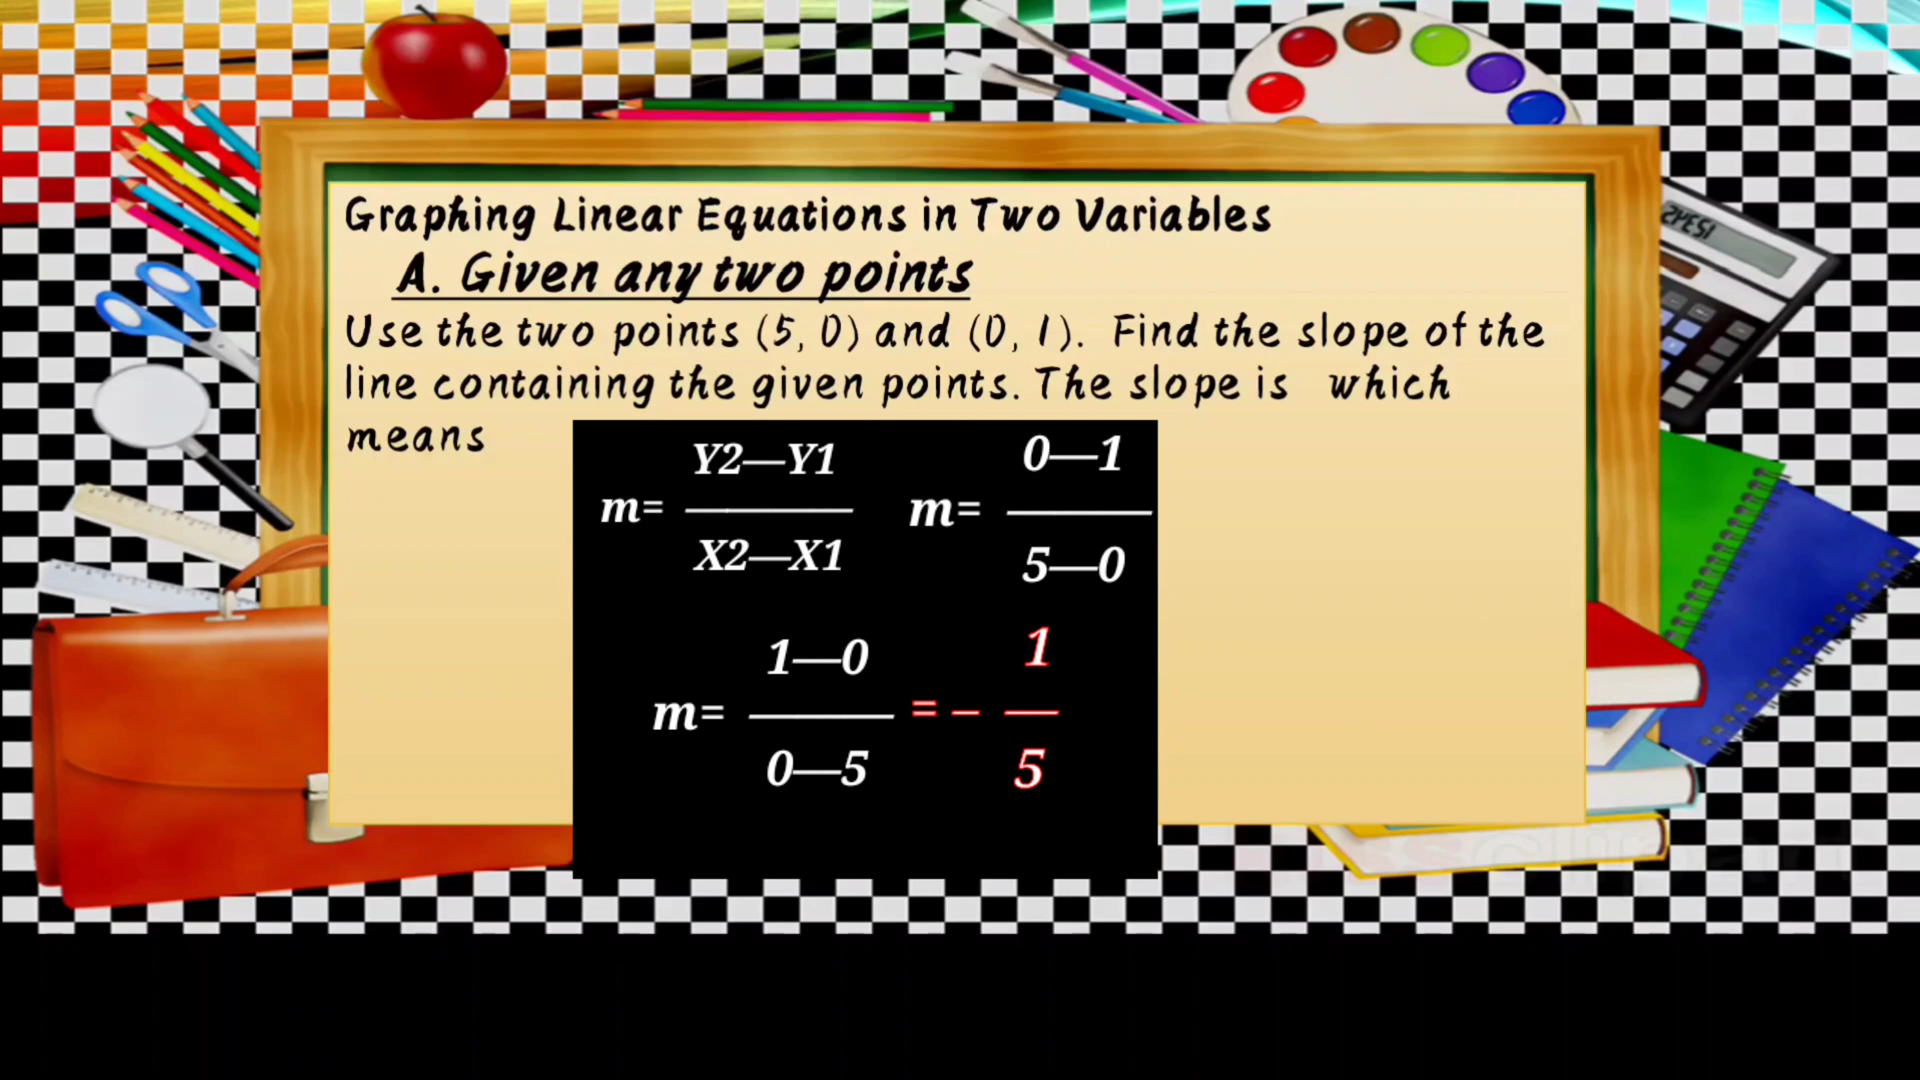 Graphing Linear Equations in Two Variables
A. Given any two points
Use the two points (5, 0) and (0, 1). Find the slope of the
line containing the given points. The slope is which
means
Y2—Y1
m=
X2—X1
0—1
m=
5—0
1—0
m=
0—5
1
= –
5